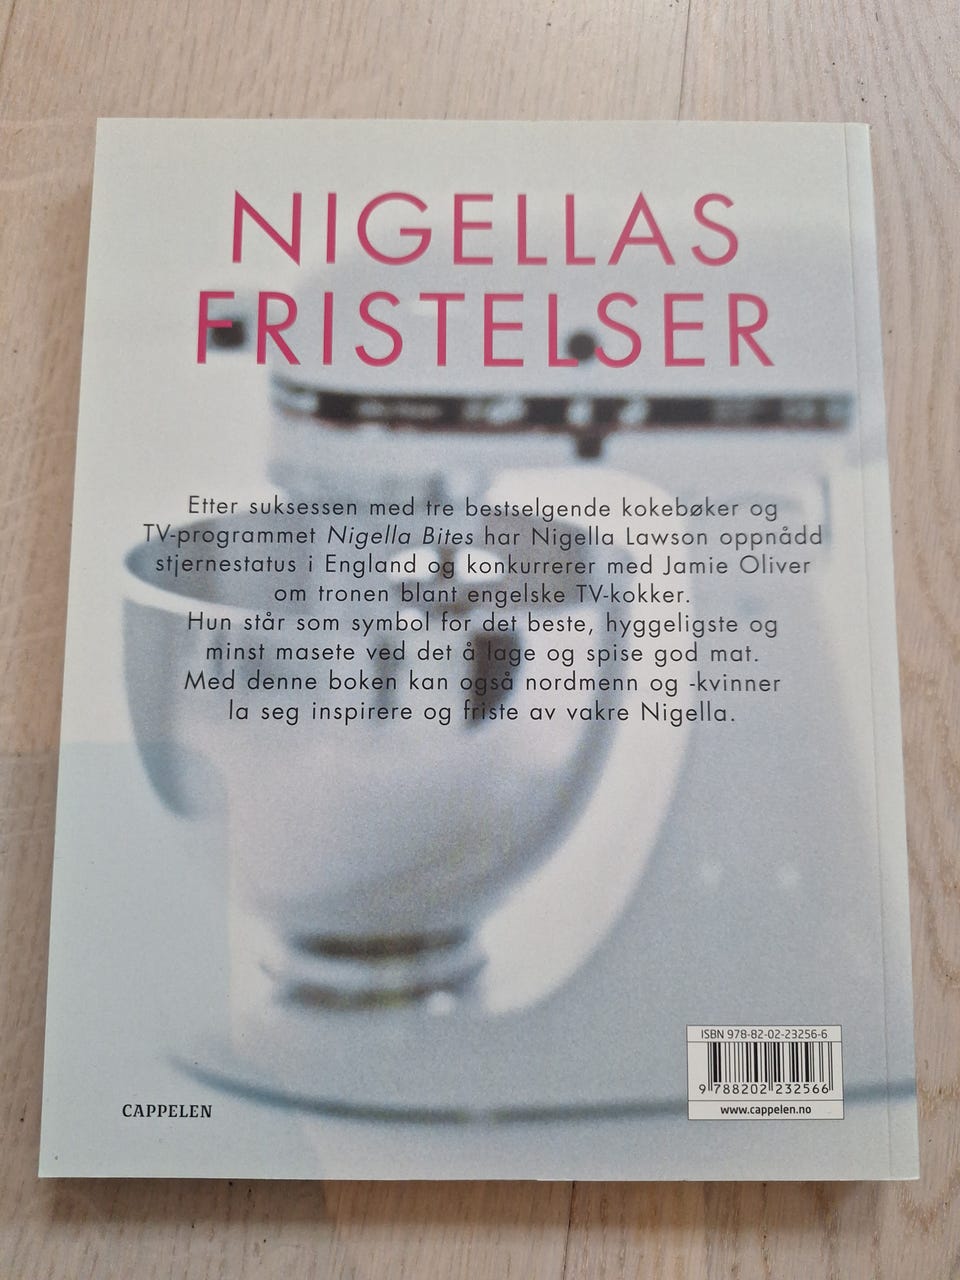 NIGELLAS
FRISTELSER
Etter suksessen med tre bestselgende kokebøker og
TV-programmet Nigella Bites har Nigella Lawson oppnådd
stjernestatus i England og konkurrerer med Jamie Oliver
om tronen blant engelske TV-kokker.
Hun står som symbol for det beste, hyggeligste og
minst masete ved det å lage og spise god mat.
Med denne boken kan også nordmenn og -kvinner
la seg inspirere og friste av vakre Nigella.
CAPPELEN
ISBN 978-82-02-23256-6
9 788202 232566
www.cappelen.no